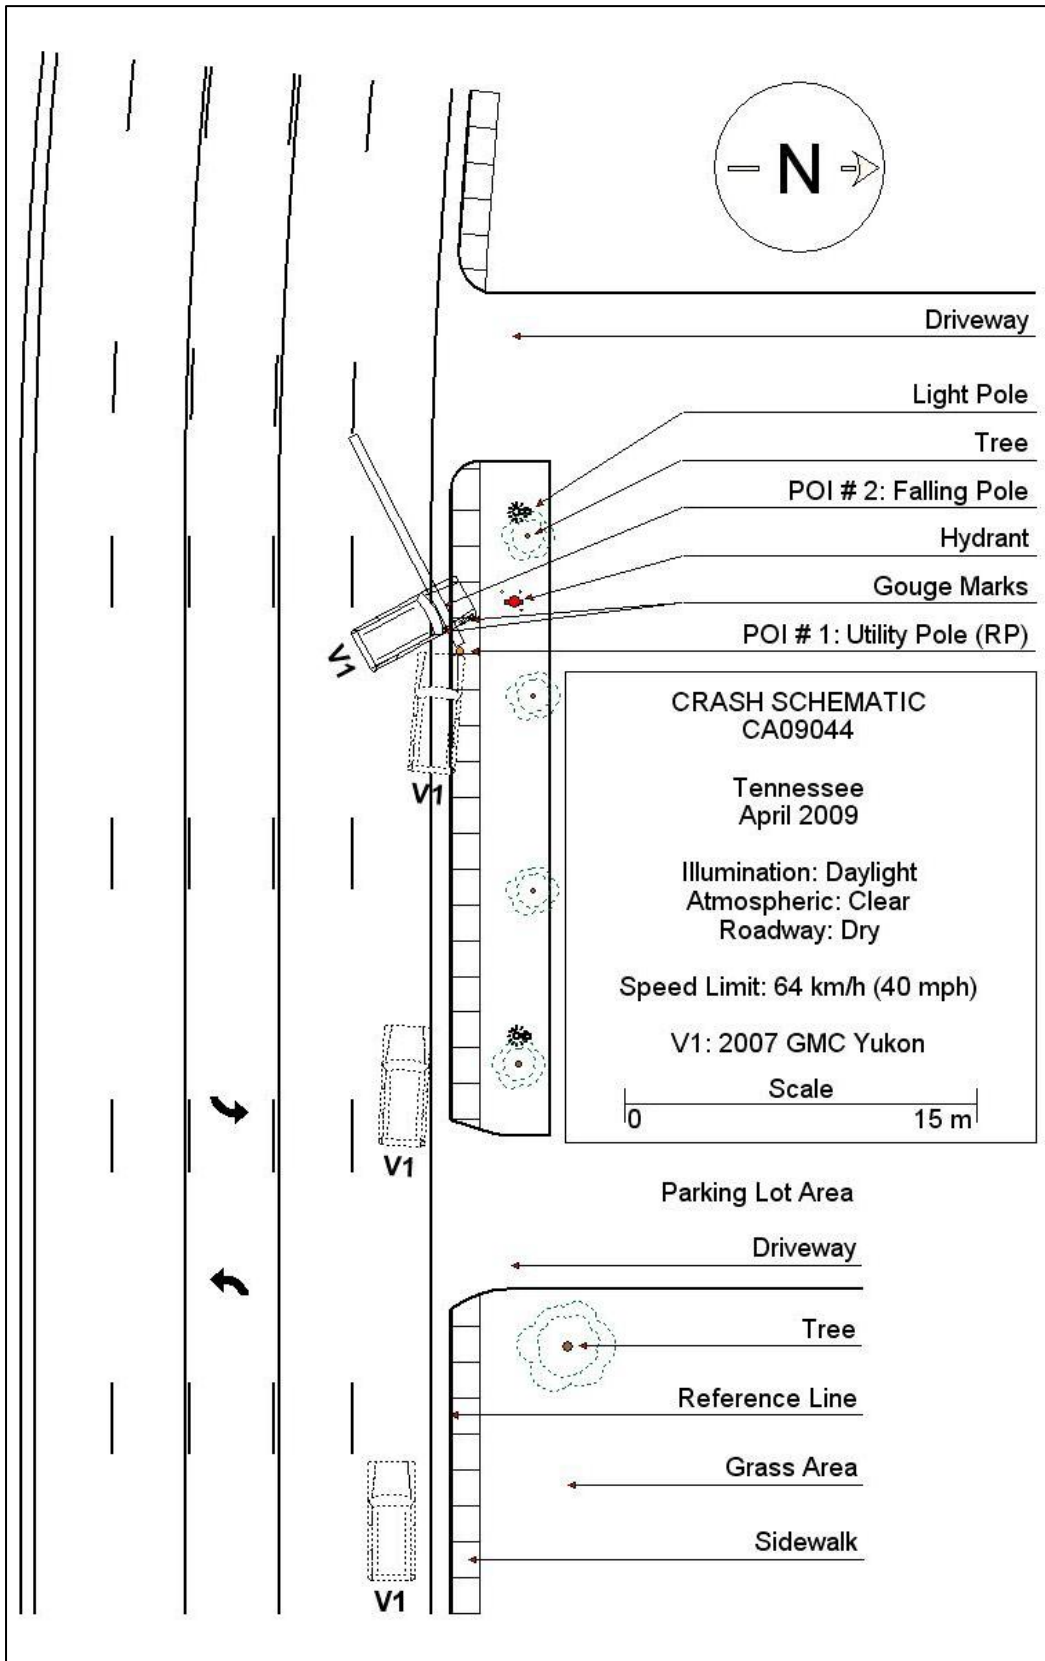 N
Driveway
Light Pole
Tree
POI # 2: Falling Pole
Hydrant
Gouge Marks
POI # 1: Utility Pole (RP)
V1
V1
CRASH SCHEMATIC
CA09044
Tennessee
April 2009
Illumination: Daylight
Atmospheric: Clear
Roadway: Dry
Speed Limit: 64 km/h (40 mph)
V1: 2007 GMC Yukon
Scale
0 15 m
V1
Parking Lot Area
Driveway
Tree
Reference Line
Grass Area
Sidewalk
V1